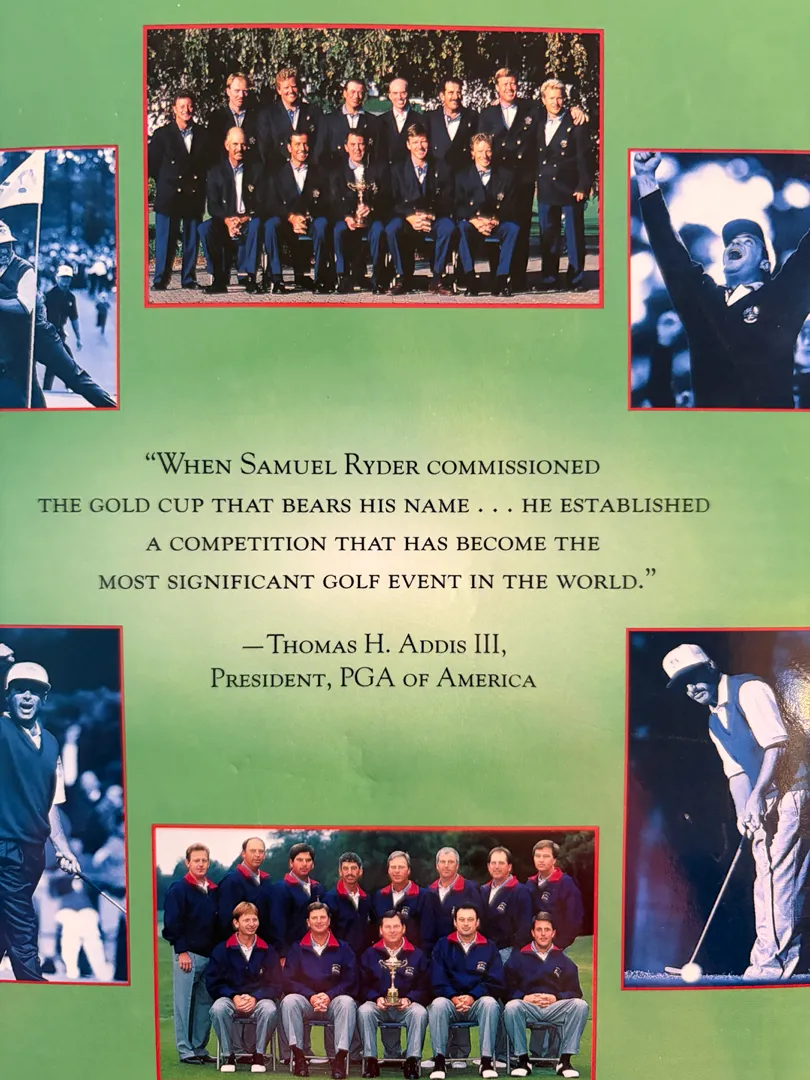 “When Samuel Ryder commissioned
the gold cup that bears his name . . . he established
a competition that has become the
most significant golf event in the world.”
—Thomas H. Addis III,
President, PGA of America